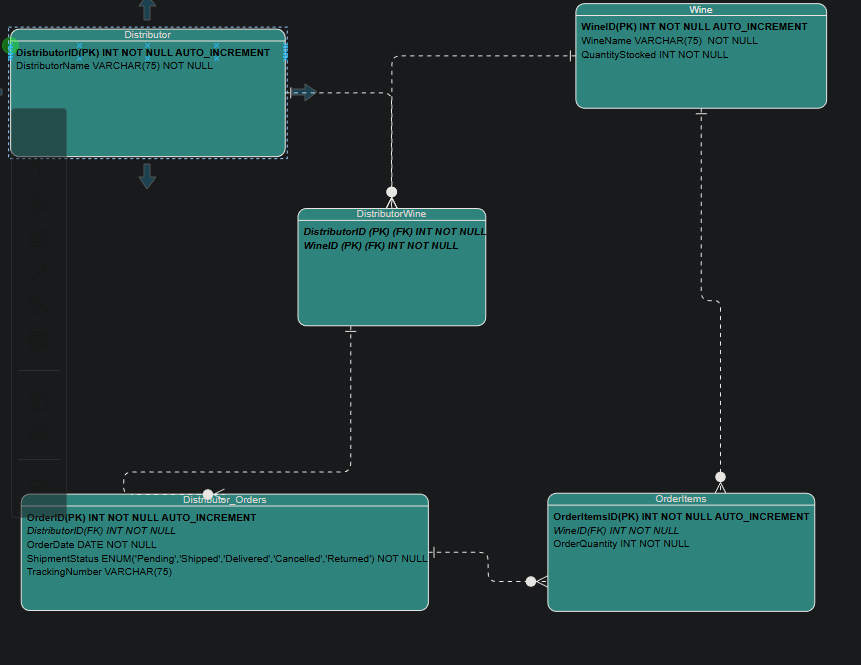 Distributor
DistributorID(PK) INT NOT NULL AUTO_INCREMENT
DistributorName VARCHAR(75) NOT NULL
Wine
WineID(PK) INT NOT NULL AUTO_INCREMENT
WineName VARCHAR(75) NOT NULL
QuantityStocked INT NOT NULL
DistributorWine
DistributorID (PK) (FK) INT NOT NULL
WineID (PK) (FK) INT NOT NULL
Distributor_Orders
OrderID(PK) INT NOT NULL AUTO_INCREMENT
DistributorID(FK) INT NOT NULL
OrderDate DATE NOT NULL
ShipmentStatus ENUM('Pending','Shipped','Delivered','Cancelled','Returned') NOT NULL
TrackingNumber VARCHAR(75)
OrderItems
OrderItemsID(PK) INT NOT NULL AUTO_INCREMENT
WineID(FK) INT NOT NULL
OrderQuantity INT NOT NULL